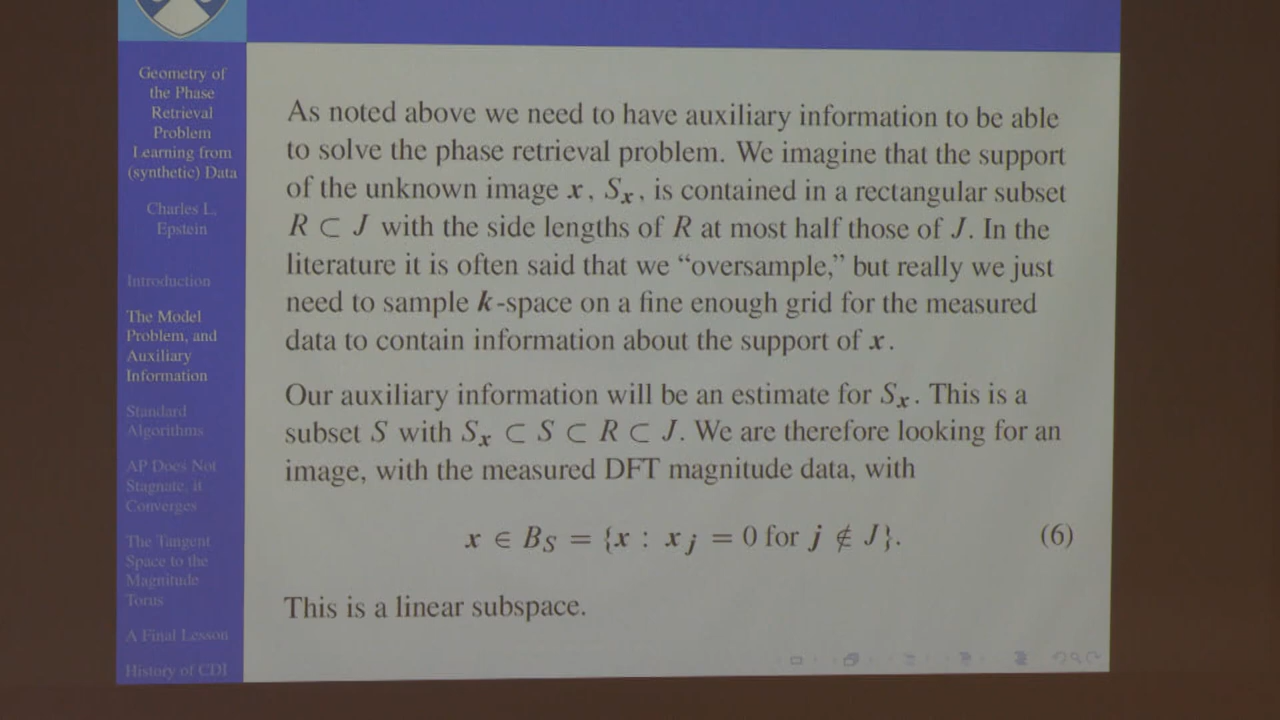 Geometry of
the Phase
Retrieval
Problem
Learning from
(synthetic) Data
Charles L.
Epstein
Introduction
The Model
Problem, and
Auxiliary
Information
Standard
Algorithms
AP Does Not
Stagnate, it
Converges
The Tangent
Space to the
Magnitude
Torus
A Final Lesson
History of CDI
As noted above we need to have auxiliary information to be able
to solve the phase retrieval problem. We imagine that the support
of the unknown image x, Sₓ, is contained in a rectangular subset
R ⊂ J with the side lengths of R at most half those of J. In the
literature it is often said that we “oversample,” but really we just
need to sample k-space on a fine enough grid for the measured
data to contain information about the support of x.
Our auxiliary information will be an estimate for Sₓ. This is a
subset S with Sₓ ⊂ S ⊂ R ⊂ J. We are therefore looking for an
image, with the measured DFT magnitude data, with
x ∈ B_S = {x : x_j = 0 for j ∉ J}. (6)
This is a linear subspace.